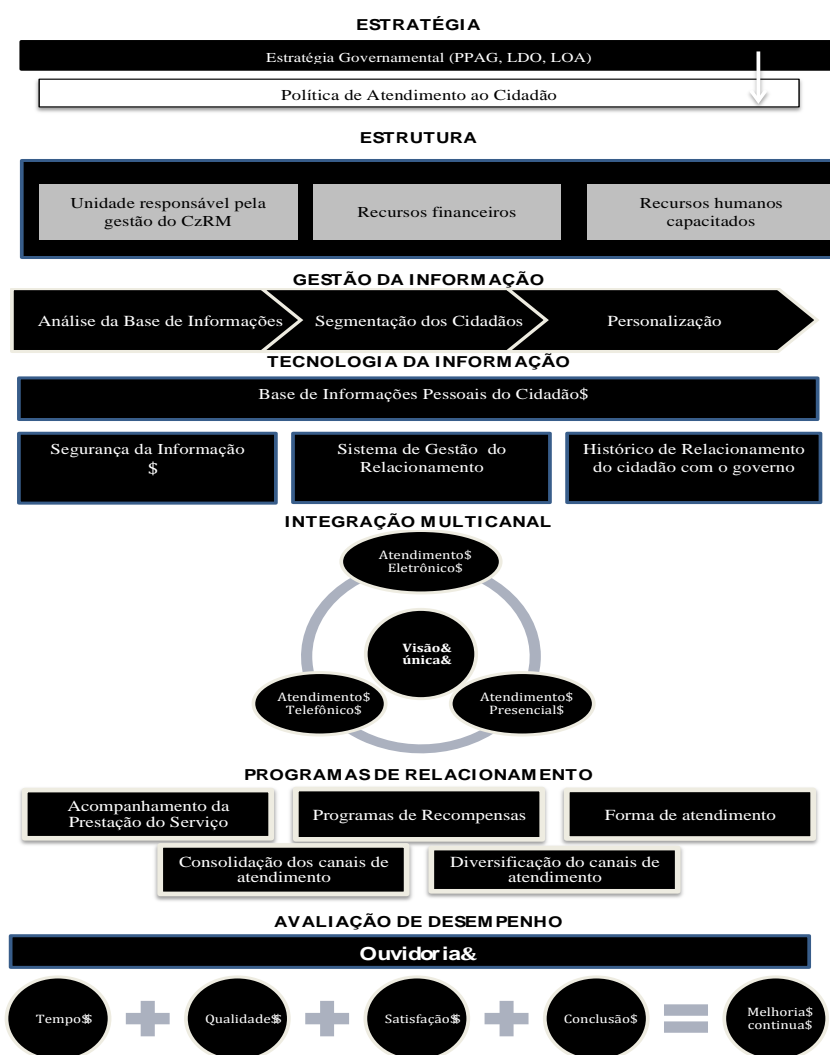 ESTRATÉGIA
Estratégia Governamental (PPAG, LDO, LOA)
Política de Atendimento ao Cidadão
ESTRUTURA
Unidade responsável pela
gestão do CzRM
Recursos financeiros
Recursos humanos
capacitados
GESTÃO DA INFORMAÇÃO
Análise da Base de Informações
Segmentação dos Cidadãos
Personalização
TECNOLOGIA DA INFORMAÇÃO
Base de Informações Pessoais do Cidadão$
Segurança da Informação
$
Sistema de Gestão do
Relacionamento
Histórico de Relacionamento
do cidadão com o governo
INTEGRAÇÃO MULTICANAL
Atendimento$
Eletrônico$
Visão&
única&
Atendimento$
Telefônico$
Atendimento$
Presencial$
PROGRAMAS DE RELACIONAMENTO
Acompanhamento da
Prestação do Serviço
Programas de Recompensas
Forma de atendimento
Consolidação dos canais de
atendimento
Diversificação do canais de
atendimento
AVALIAÇÃO DE DESEMPENHO
Ouvidoria&
Tempo$$
Qualidade$$
Satisfação$$
Conclusão$
Melhoria$
continua$